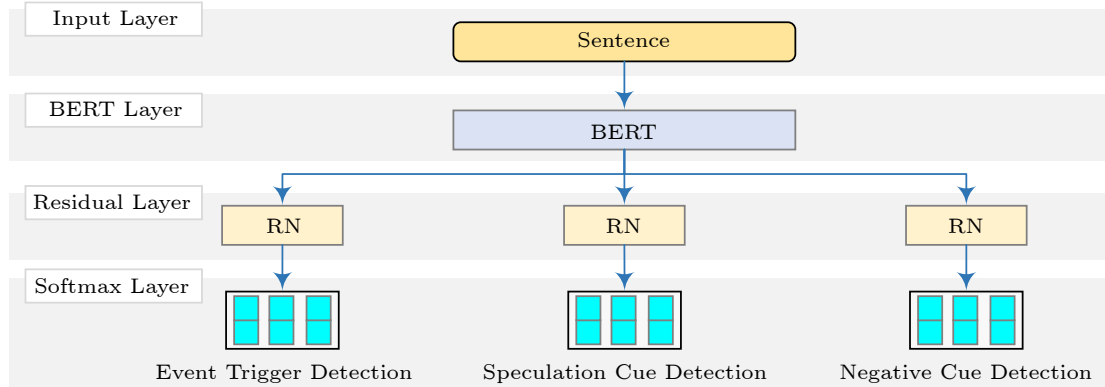 Input Layer
Sentence
BERT Layer
BERT
Residual Layer
RN
RN
RN
Softmax Layer
Event Trigger Detection
Speculation Cue Detection
Negative Cue Detection